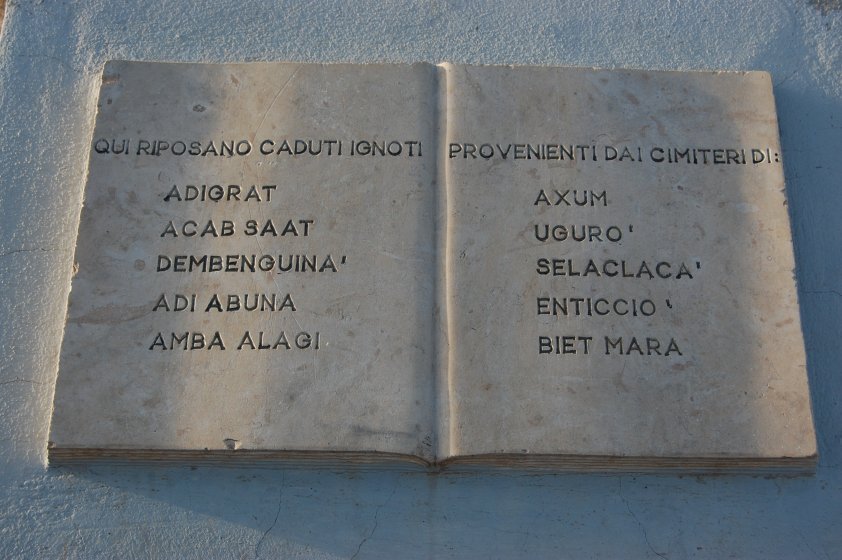 QUI RIPOSANO CADUTI IGNOTI PROVENIENTI DAI CIMITERI DI:
ADIGRAT
ACAB SAAT
DEMBENGUINA'
ADI ABUNA
AMBA ALAGI
AXUM
UGURO'
SELACLACA'
ENTICCIO'
BIET MARA